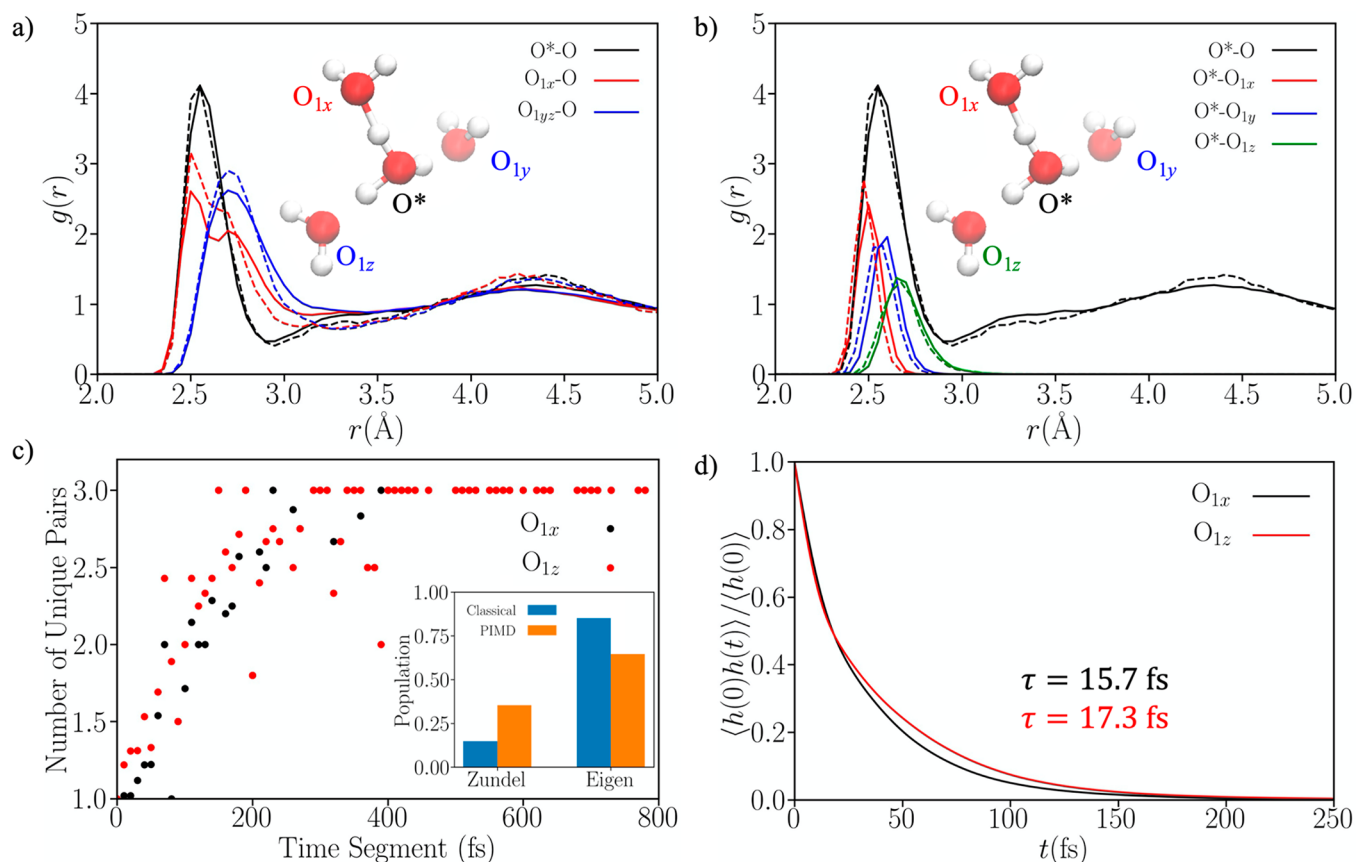 a)
g(r)
5
4
3
2
1
0
2.0 2.5 3.0 3.5 4.0 4.5 5.0
r(Å)
O*-O
O1x-O
O1yz-O
O1x
O1y
O*
O1z
b)
g(r)
5
4
3
2
1
0
2.0 2.5 3.0 3.5 4.0 4.5 5.0
r(Å)
O*-O
O*-O1x
O*-O1y
O*-O1z
O1x
O1y
O*
O1z
c)
Number of Unique Pairs
3.0
2.5
2.0
1.5
1.0
0 200 400 600 800
Time Segment (fs)
O1x
O1z
Population
1.00
0.75
0.50
0.25
0.00
Classical
PIMD
Zundel Eigen
d)
⟨h(0)h(t)⟩/⟨h(0)⟩
1.0
0.8
0.6
0.4
0.2
0.0
0 50 100 150 200 250
t(fs)
O1x
O1z
τ = 15.7 fs
τ = 17.3 fs